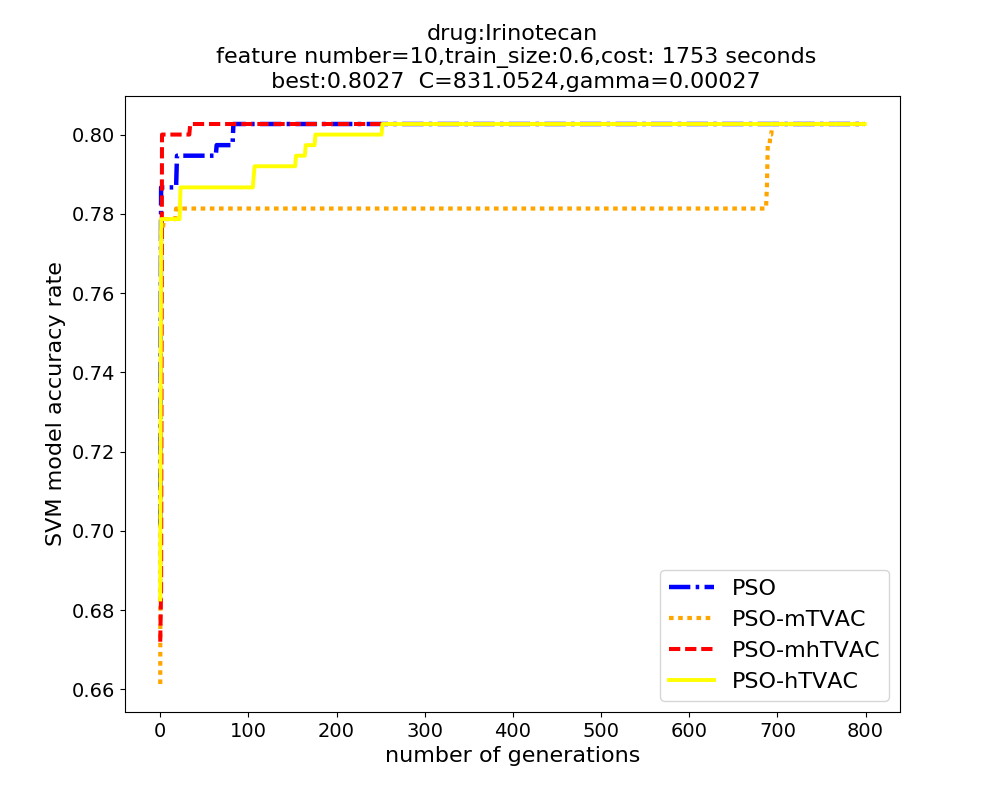 drug:Irinotecan
feature number=10,train_size:0.6,cost: 1753 seconds
best:0.8027  C=831.0524,gamma=0.00027
SVM model accuracy rate
0.80
0.78
0.76
0.74
0.72
0.70
0.68
0.66
PSO
PSO-mTVAC
PSO-mhTVAC
PSO-hTVAC
0 100 200 300 400 500 600 700 800
number of generations